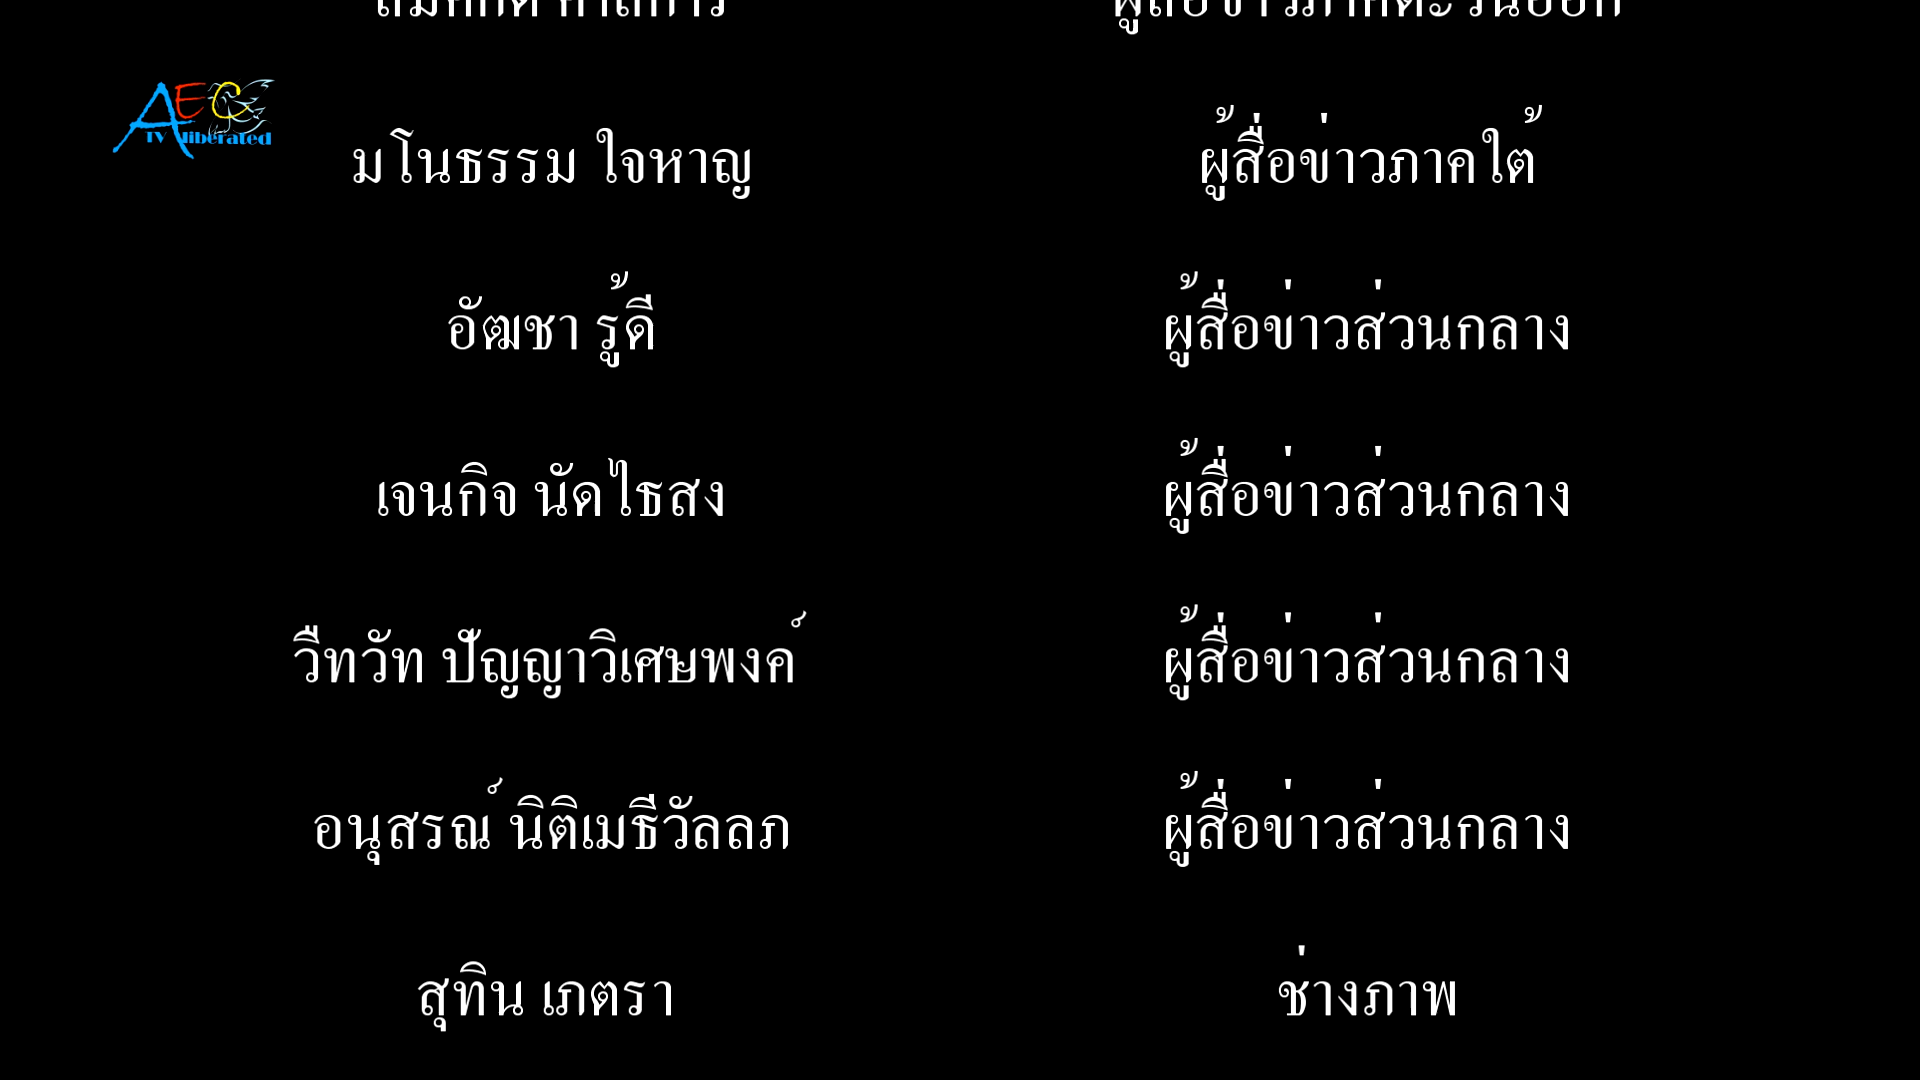 AEC
TV liberated
มโนธรรม ใจหาญ ผู้สื่อข่าวภาคใต้
อัฒชา รู้ดี ผู้สื่อข่าวส่วนกลาง
เจนกิจ นัดไธสง ผู้สื่อข่าวส่วนกลาง
วืทวัท ปัญญาวิเศษพงค์ ผู้สื่อข่าวส่วนกลาง
อนุสรณ์ นิติเมธีวัลลภ ผู้สื่อข่าวส่วนกลาง
สุทิน เภตรา ช่างภาพ